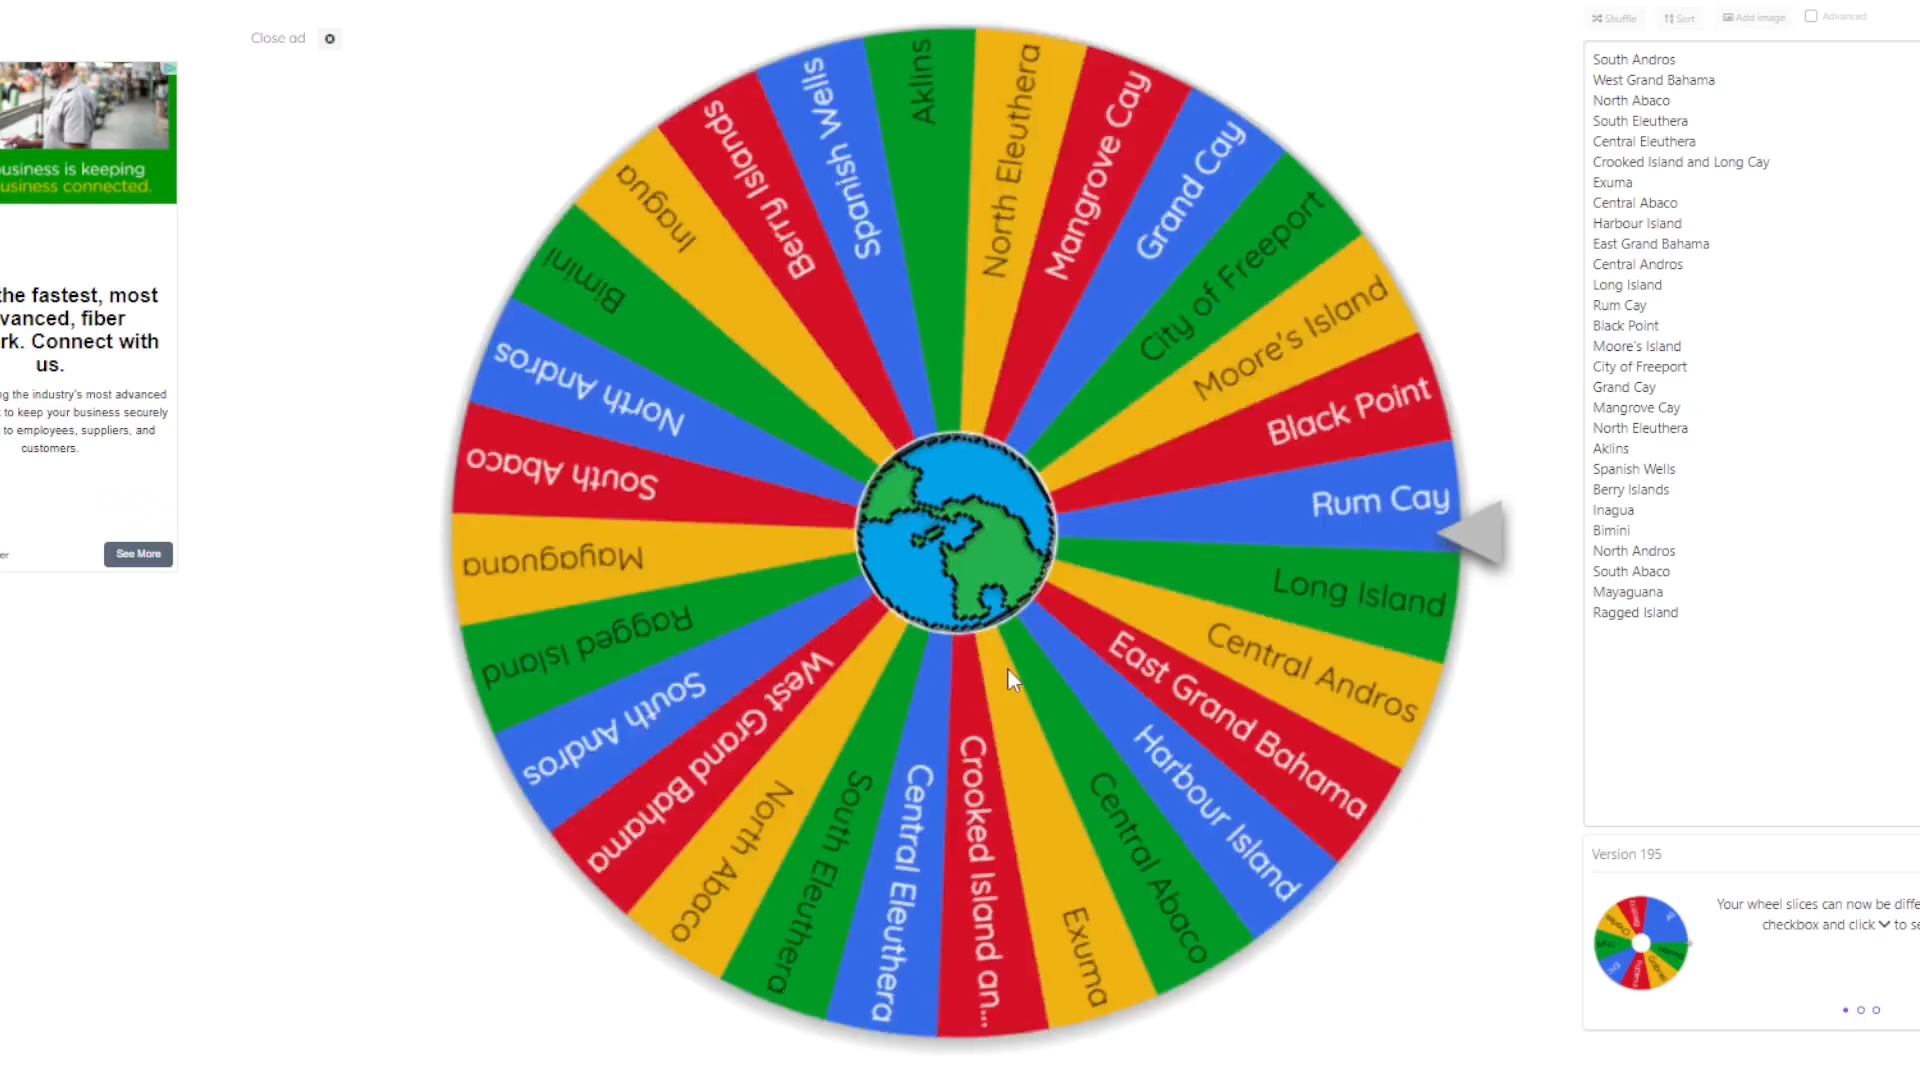 Close ad
usiness is keeping
usiness connected.
he fastest, most
vanced, fiber
rk. Connect with
us.
ng the industry's most advanced
to keep your business securely
to employees, suppliers, and
customers.
er
See More
Aklins
North Eleuthera
Mangrove Cay
Grand Cay
City of Freeport
Moore's Island
Black Point
Rum Cay
Long Island
Central Andros
East Grand Bahama
Harbour Island
Central Abaco
Exuma
Crooked Island an...
Central Eleuthera
South Eleuthera
North Abaco
West Grand Bahama
South Andros
Ragged Island
Mayaguana
South Abaco
North Andros
Bimini
Inagua
Berry Islands
Spanish Wells
Shuffle
Sort
Add image
Advanced
South Andros
West Grand Bahama
North Abaco
South Eleuthera
Central Eleuthera
Crooked Island and Long Cay
Exuma
Central Abaco
Harbour Island
East Grand Bahama
Central Andros
Long Island
Rum Cay
Black Point
Moore's Island
City of Freeport
Grand Cay
Mangrove Cay
North Eleuthera
Aklins
Spanish Wells
Berry Islands
Inagua
Bimini
North Andros
South Abaco
Mayaguana
Ragged Island
Version 195
Your wheel slices can now be diffe
checkbox and click to se